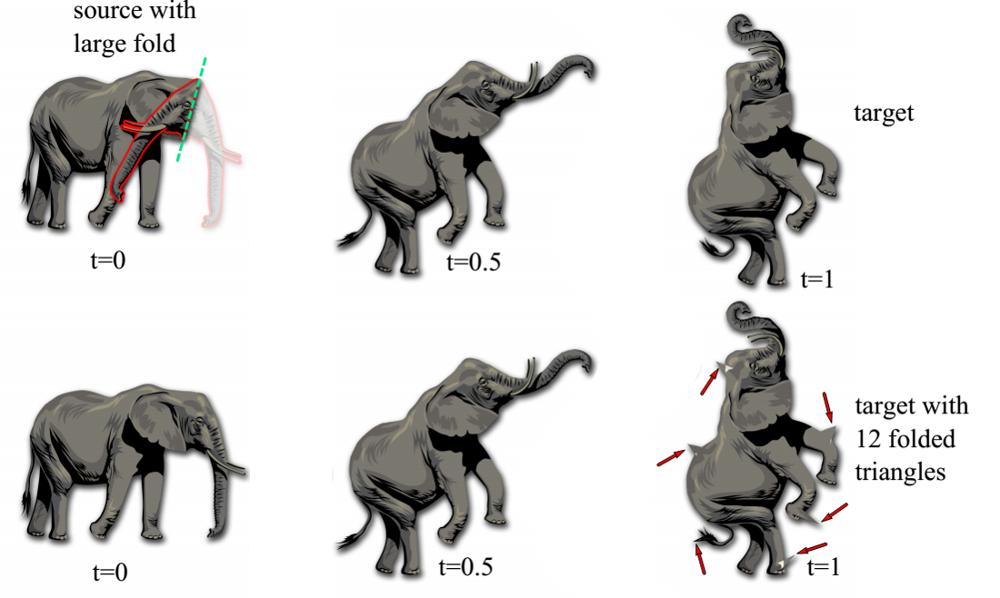 source with
large fold
target
t=0
t=0.5
t=1
target with
12 folded
triangles
t=0
t=0.5
t=1